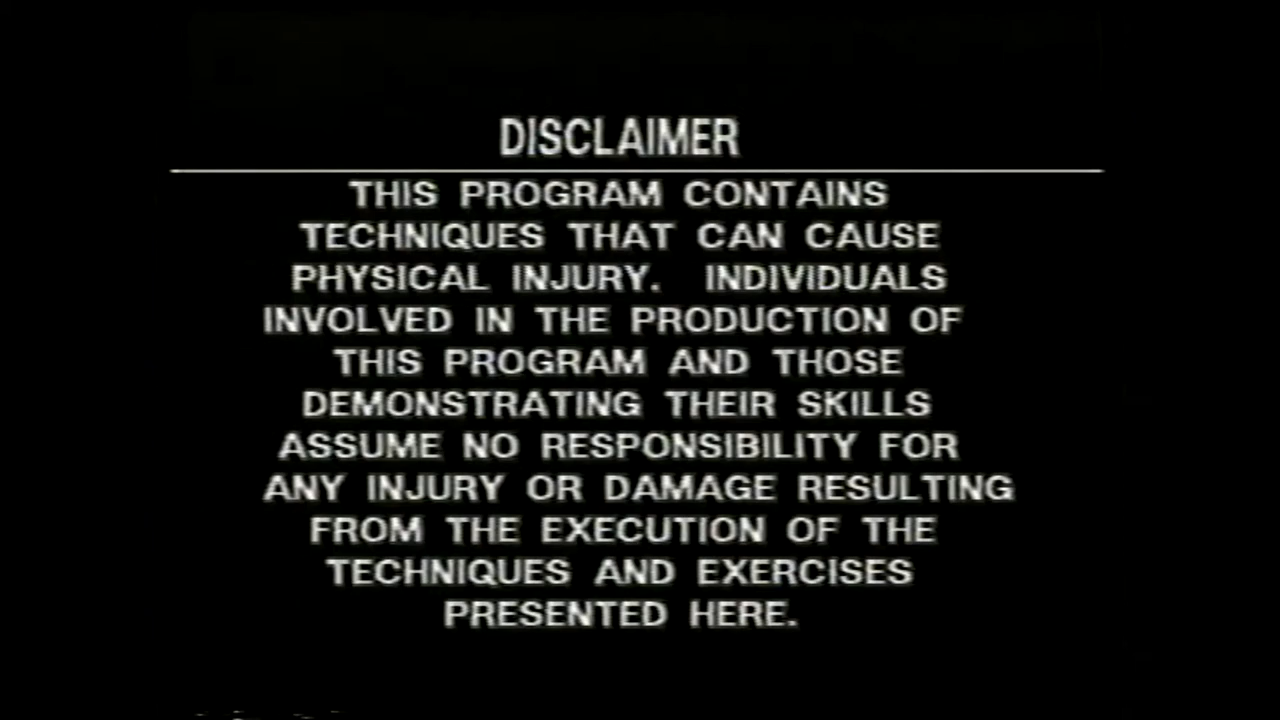 DISCLAIMER
THIS PROGRAM CONTAINS
TECHNIQUES THAT CAN CAUSE
PHYSICAL INJURY. INDIVIDUALS
INVOLVED IN THE PRODUCTION OF
THIS PROGRAM AND THOSE
DEMONSTRATING THEIR SKILLS
ASSUME NO RESPONSIBILITY FOR
ANY INJURY OR DAMAGE RESULTING
FROM THE EXECUTION OF THE
TECHNIQUES AND EXERCISES
PRESENTED HERE.